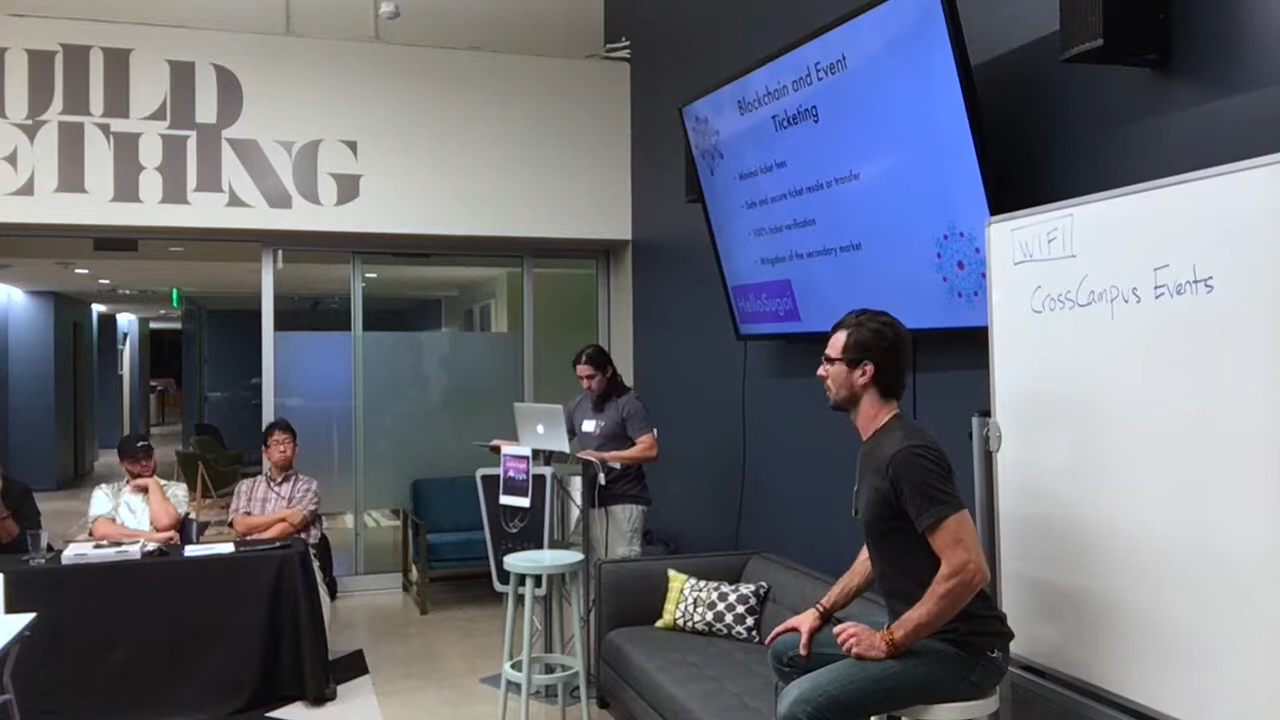 UILD
ETHING
Blockchain and Event
Ticketing
- Minimal ticket fees
- Safe and secure ticket resale or transfer
- 100% ticket verification
- Mitigation of the secondary market
HelloSugoi
WIFI
CrossCampus Events